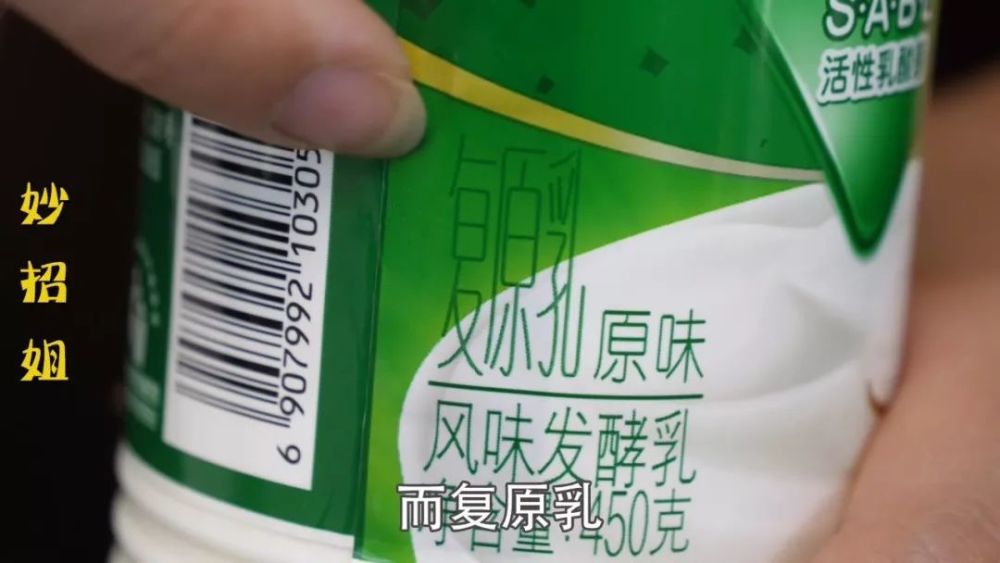 S·A·B
活性乳酸
妙招姐
复原乳 原味
风味发酵乳
净含量:450克
而复原乳
6 907992 10305